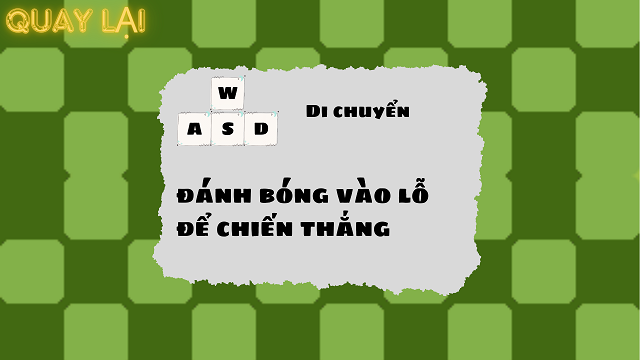 QUAY LẠI
W
A S D
Di chuyển
ĐÁNH BÓNG VÀO LỖ
ĐỂ CHIẾN THẮNG